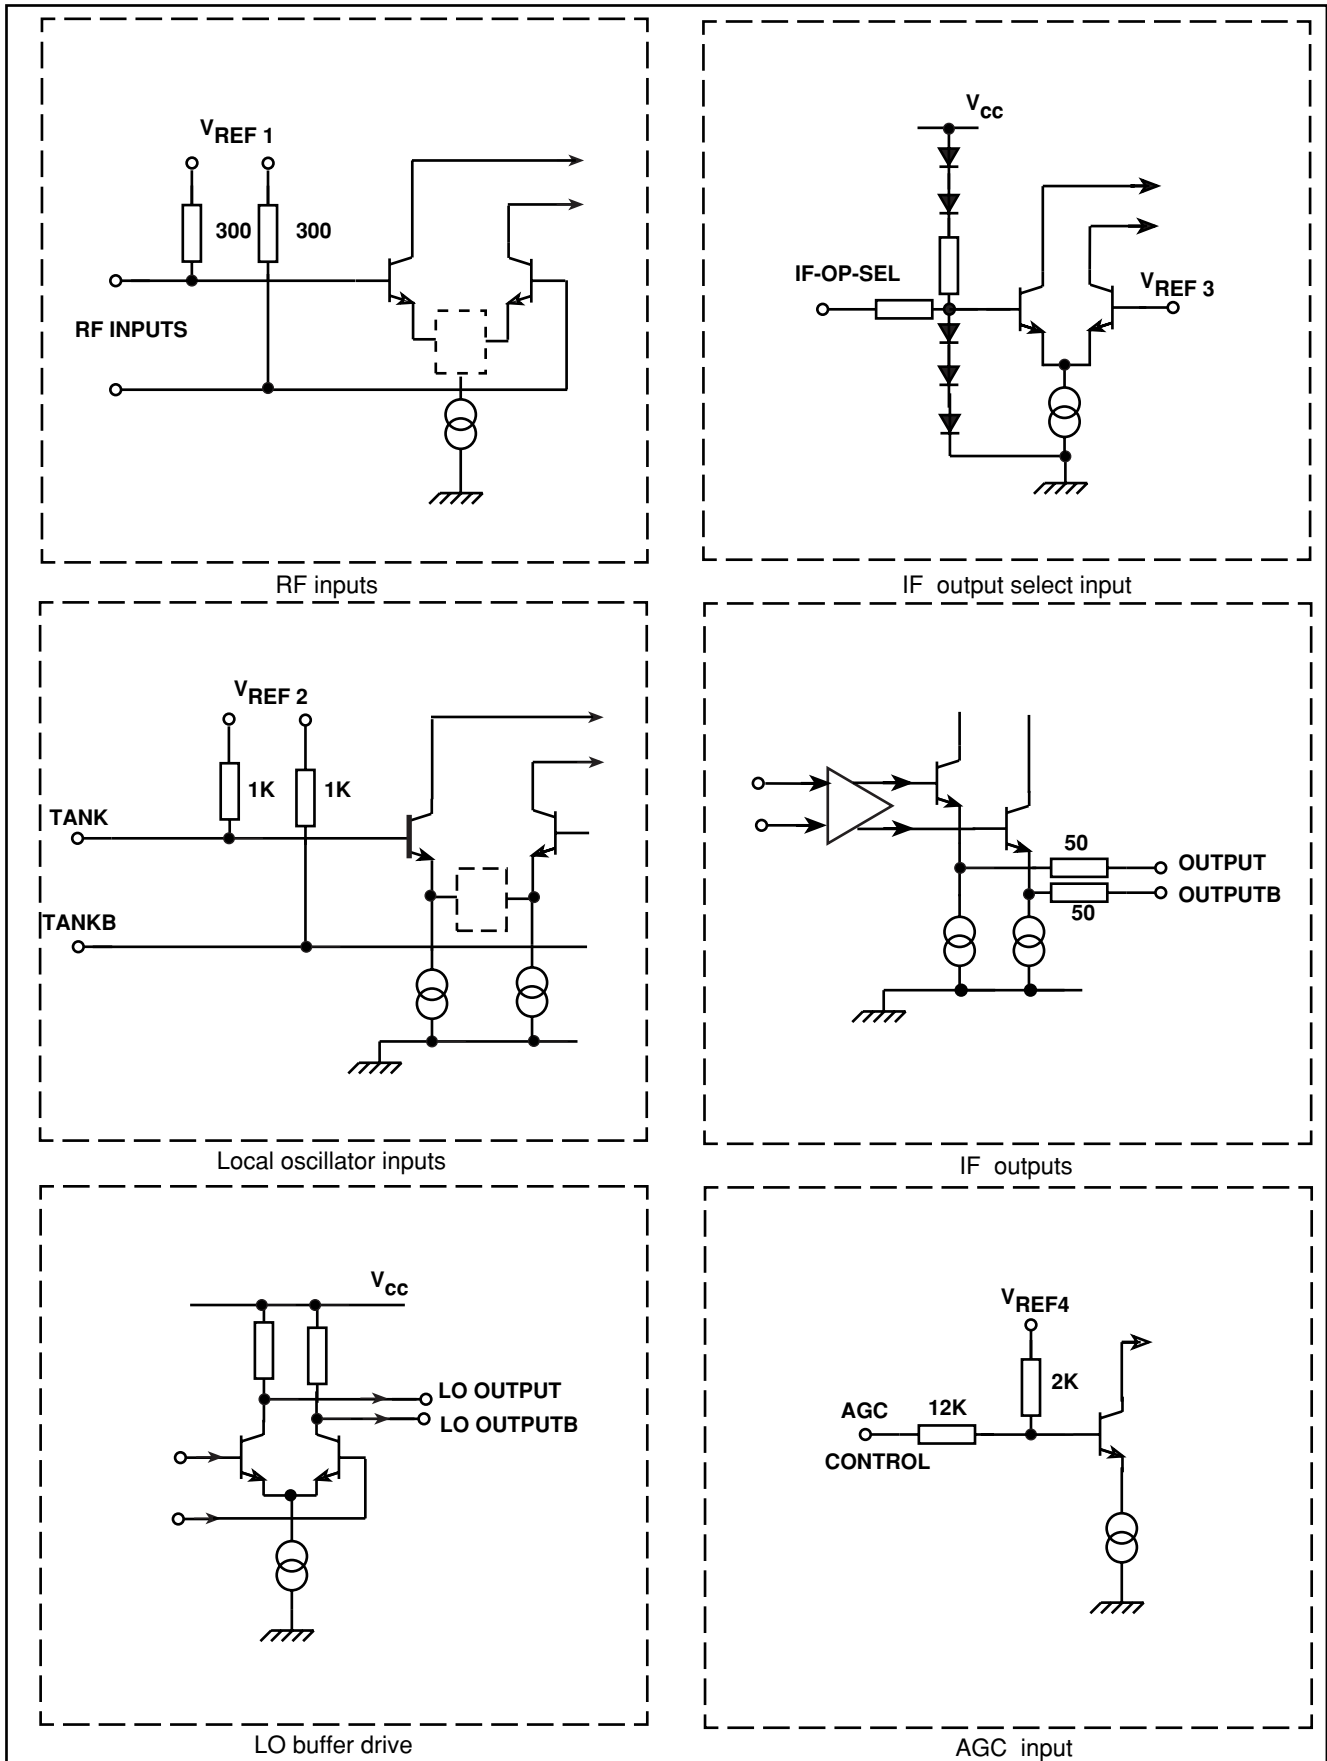 VREF 1
300 300
RF INPUTS
RF inputs
Vcc
IF-OP-SEL
VREF 3
IF output select input
VREF 2
1K 1K
TANK
TANKB
Local oscillator inputs
50
OUTPUT
OUTPUTB
50
IF outputs
Vcc
LO OUTPUT
LO OUTPUTB
LO buffer drive
VREF4
2K
AGC 12K
CONTROL
AGC input